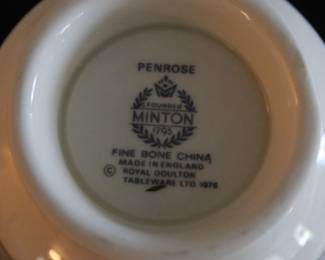 PENROSE
FOUNDED
MINTON
1793
FINE BONE CHINA
MADE IN ENGLAND
© ROYAL DOULTON
TABLEWARE LTD. 1976